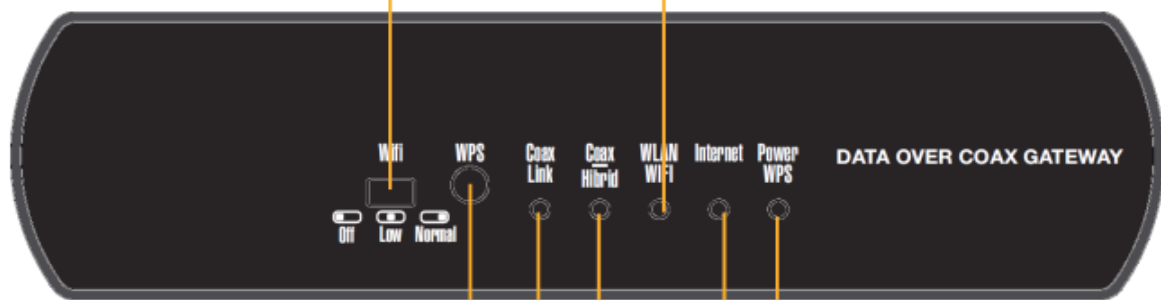 Wifi
WPS
Coax
Link
Coax
Hibrid
WLAN
WIFI
Internet
Power
WPS
DATA OVER COAX GATEWAY
Off
Low
Normal